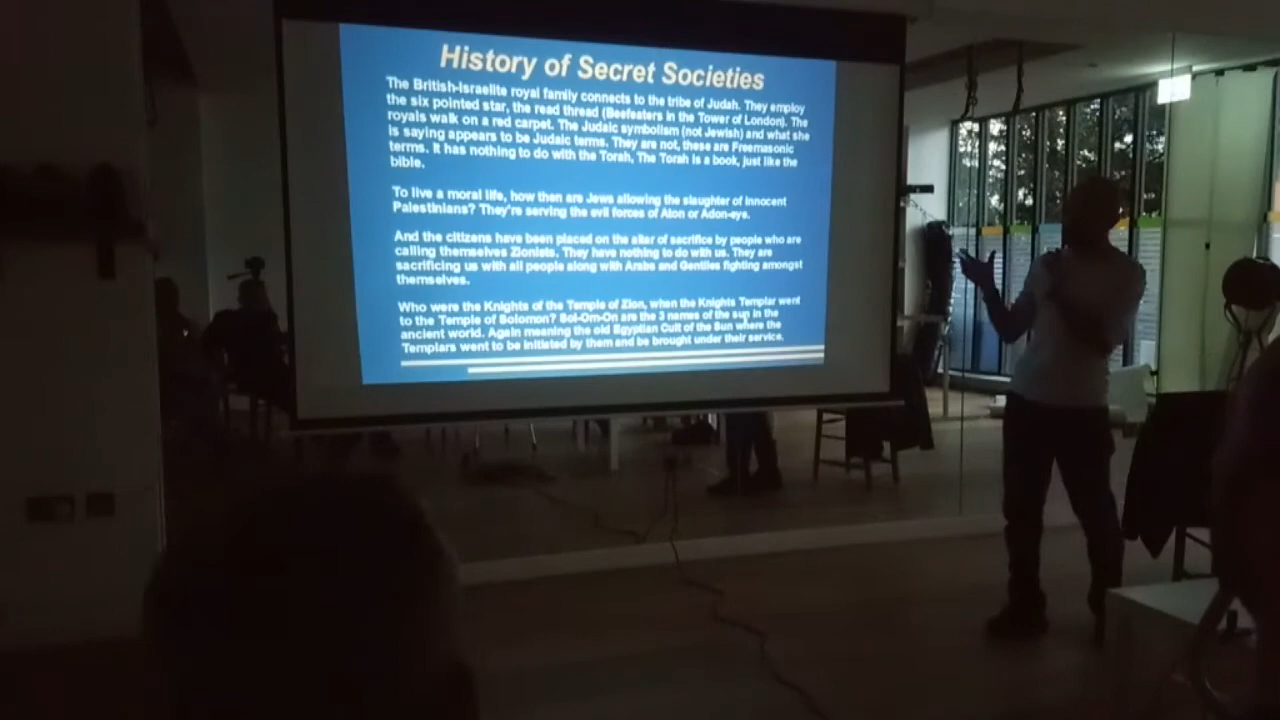 History of Secret Societies
The British-Israelite royal family connects to the tribe of Judah. They employ
the six pointed star, the read thread (Beefeaters in the Tower of London). The
royals walk on a red carpet. The Judaic symbolism (not Jewish) and what she
is saying appears to be Judaic terms. They are not, these are Freemasonic
terms. It has nothing to do with the Torah, The Torah is a book, just like the
bible.
To live a moral life, how then are Jews allowing the slaughter of innocent
Palestinians? They're serving the evil forces of Aton or Adon-eye.
And the citizens have been placed on the altar of sacrifice by people who are
calling themselves Zionists. They have nothing to do with us. They are
sacrificing us with all people along with Arabs and Gentiles fighting amongst
themselves.
Who were the Knights of the Temple of Zion, when the Knights Templar went
to the Temple of Solomon? Sol-Om-On are the 3 names of the sun in the
ancient world. Again meaning the old Egyptian Cult of the Sun where the
Templars went to be initiated by them and be brought under their service.